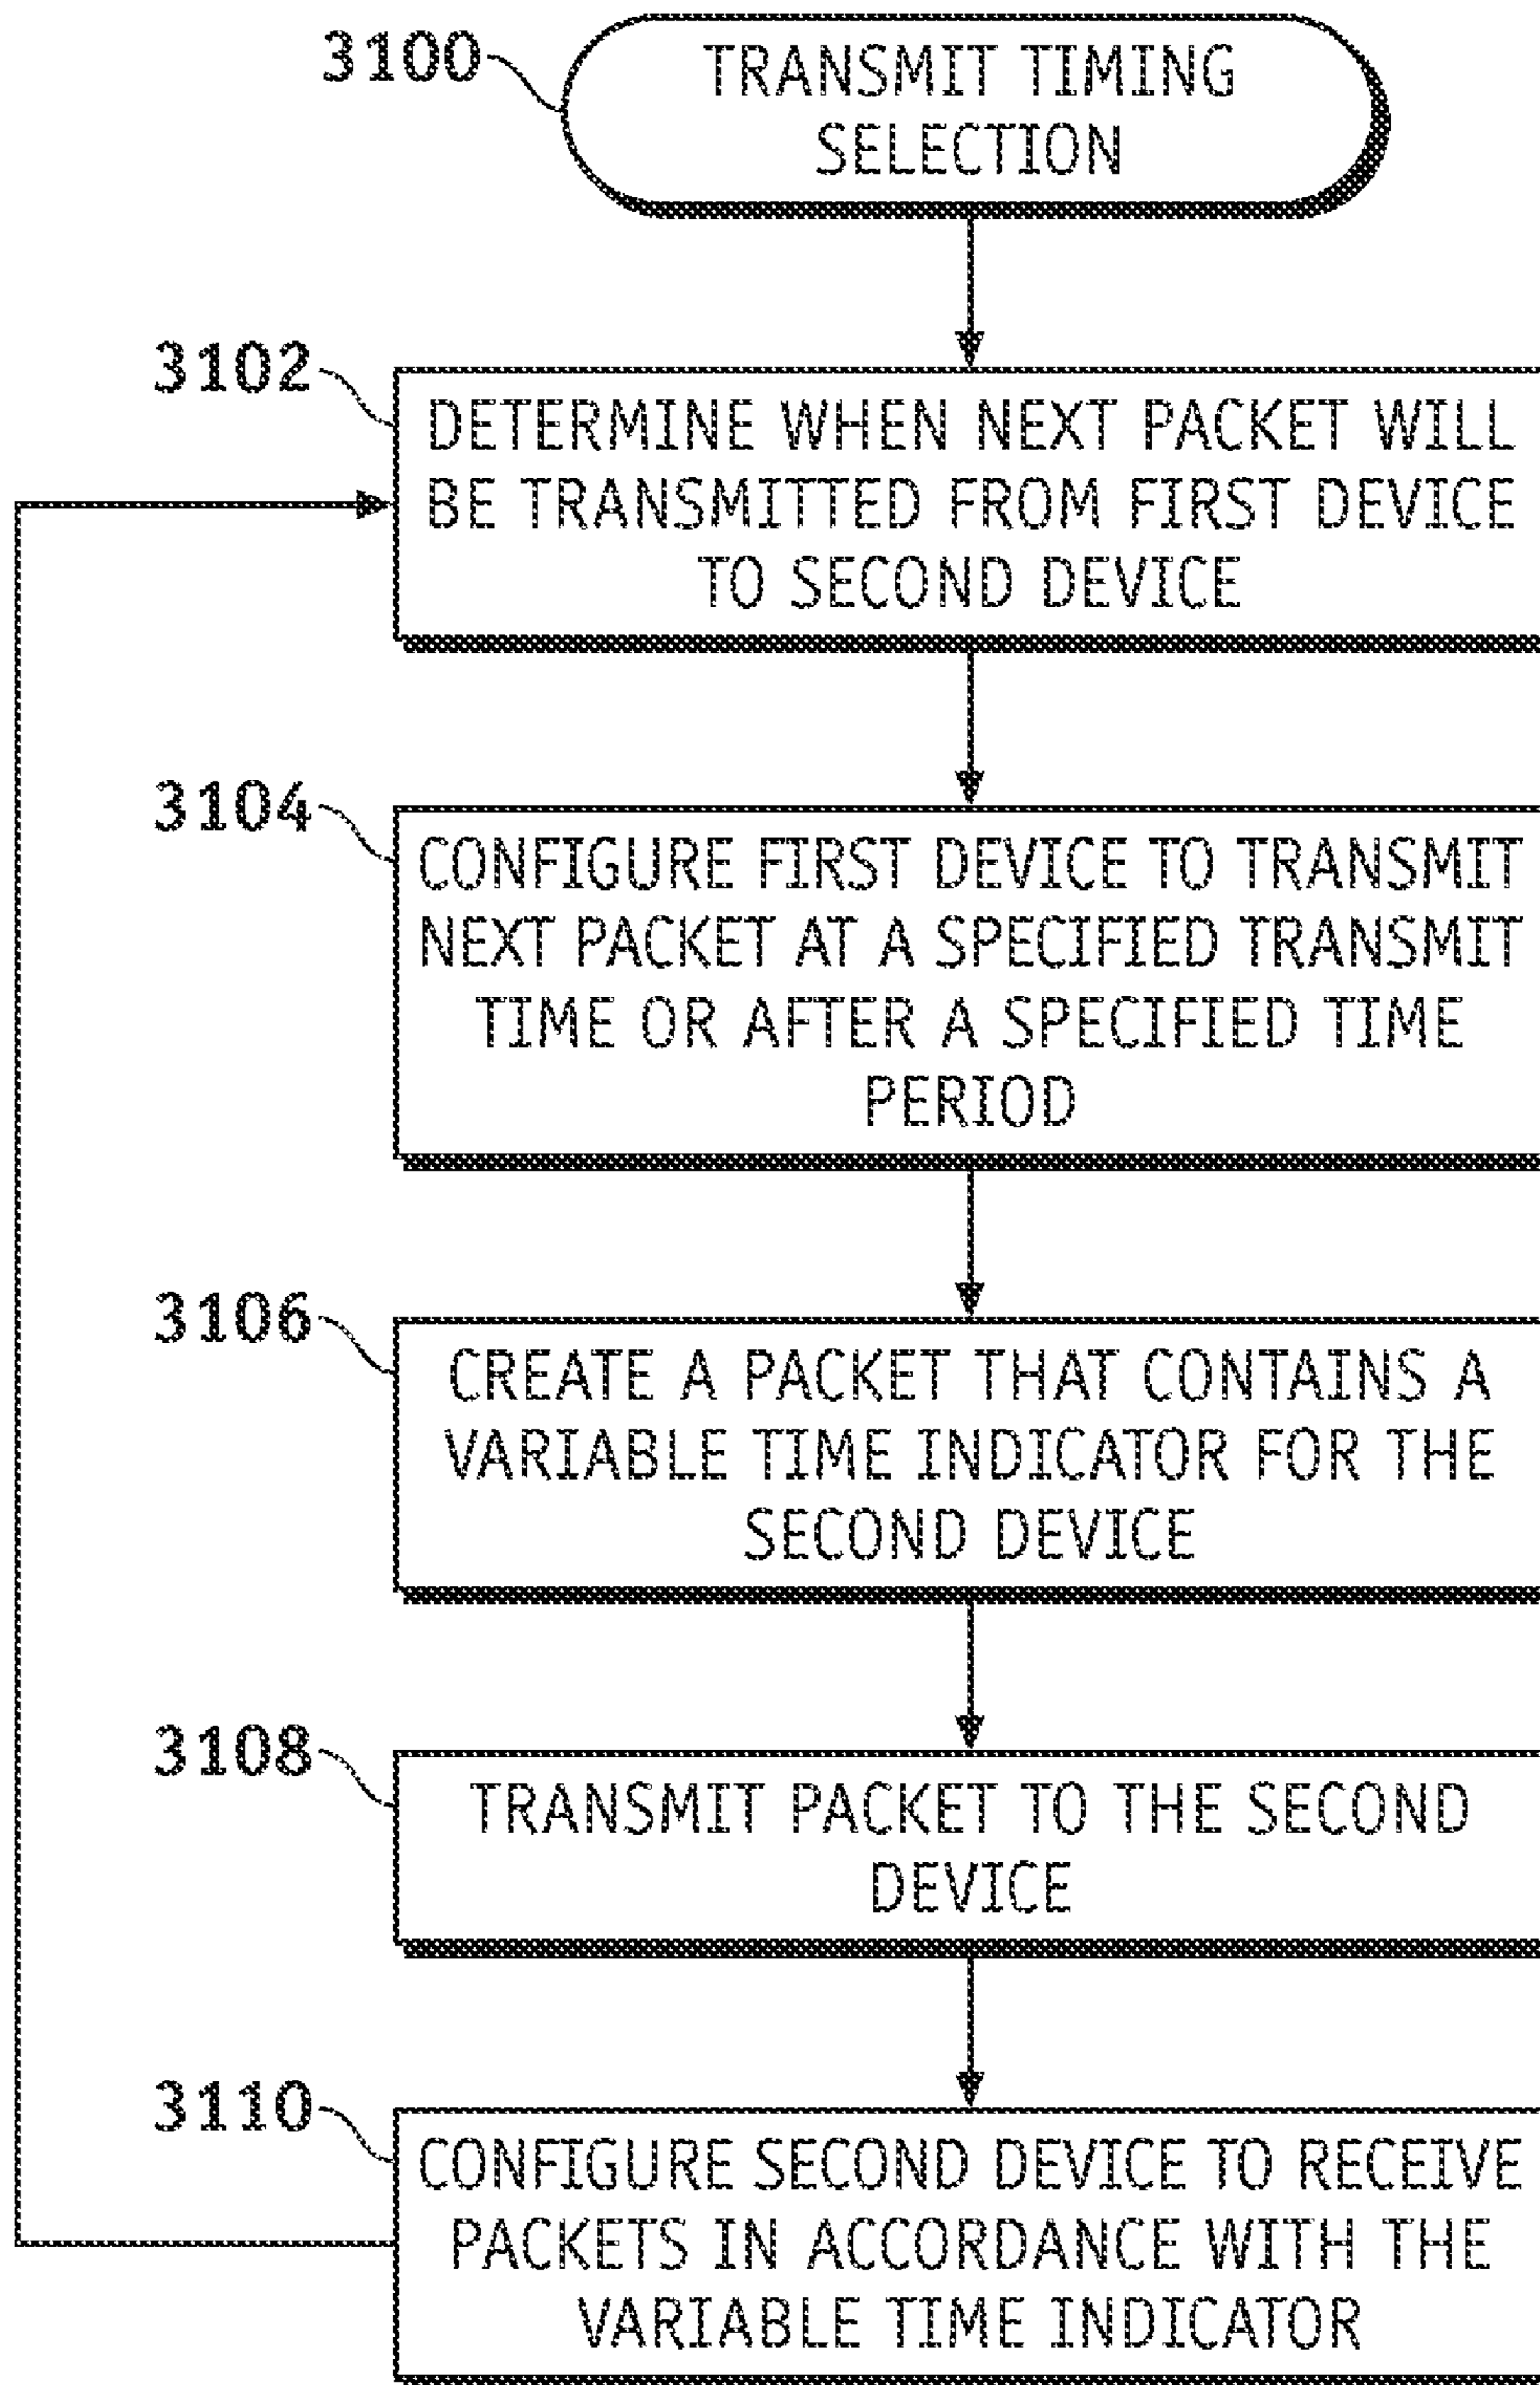 3100
TRANSMIT TIMING
SELECTION
3102
DETERMINE WHEN NEXT PACKET WILL
BE TRANSMITTED FROM FIRST DEVICE
TO SECOND DEVICE
3104
CONFIGURE FIRST DEVICE TO TRANSMIT
NEXT PACKET AT A SPECIFIED TRANSMIT
TIME OR AFTER A SPECIFIED TIME
PERIOD
3106
CREATE A PACKET THAT CONTAINS A
VARIABLE TIME INDICATOR FOR THE
SECOND DEVICE
3108
TRANSMIT PACKET TO THE SECOND
DEVICE
3110
CONFIGURE SECOND DEVICE TO RECEIVE
PACKETS IN ACCORDANCE WITH THE
VARIABLE TIME INDICATOR